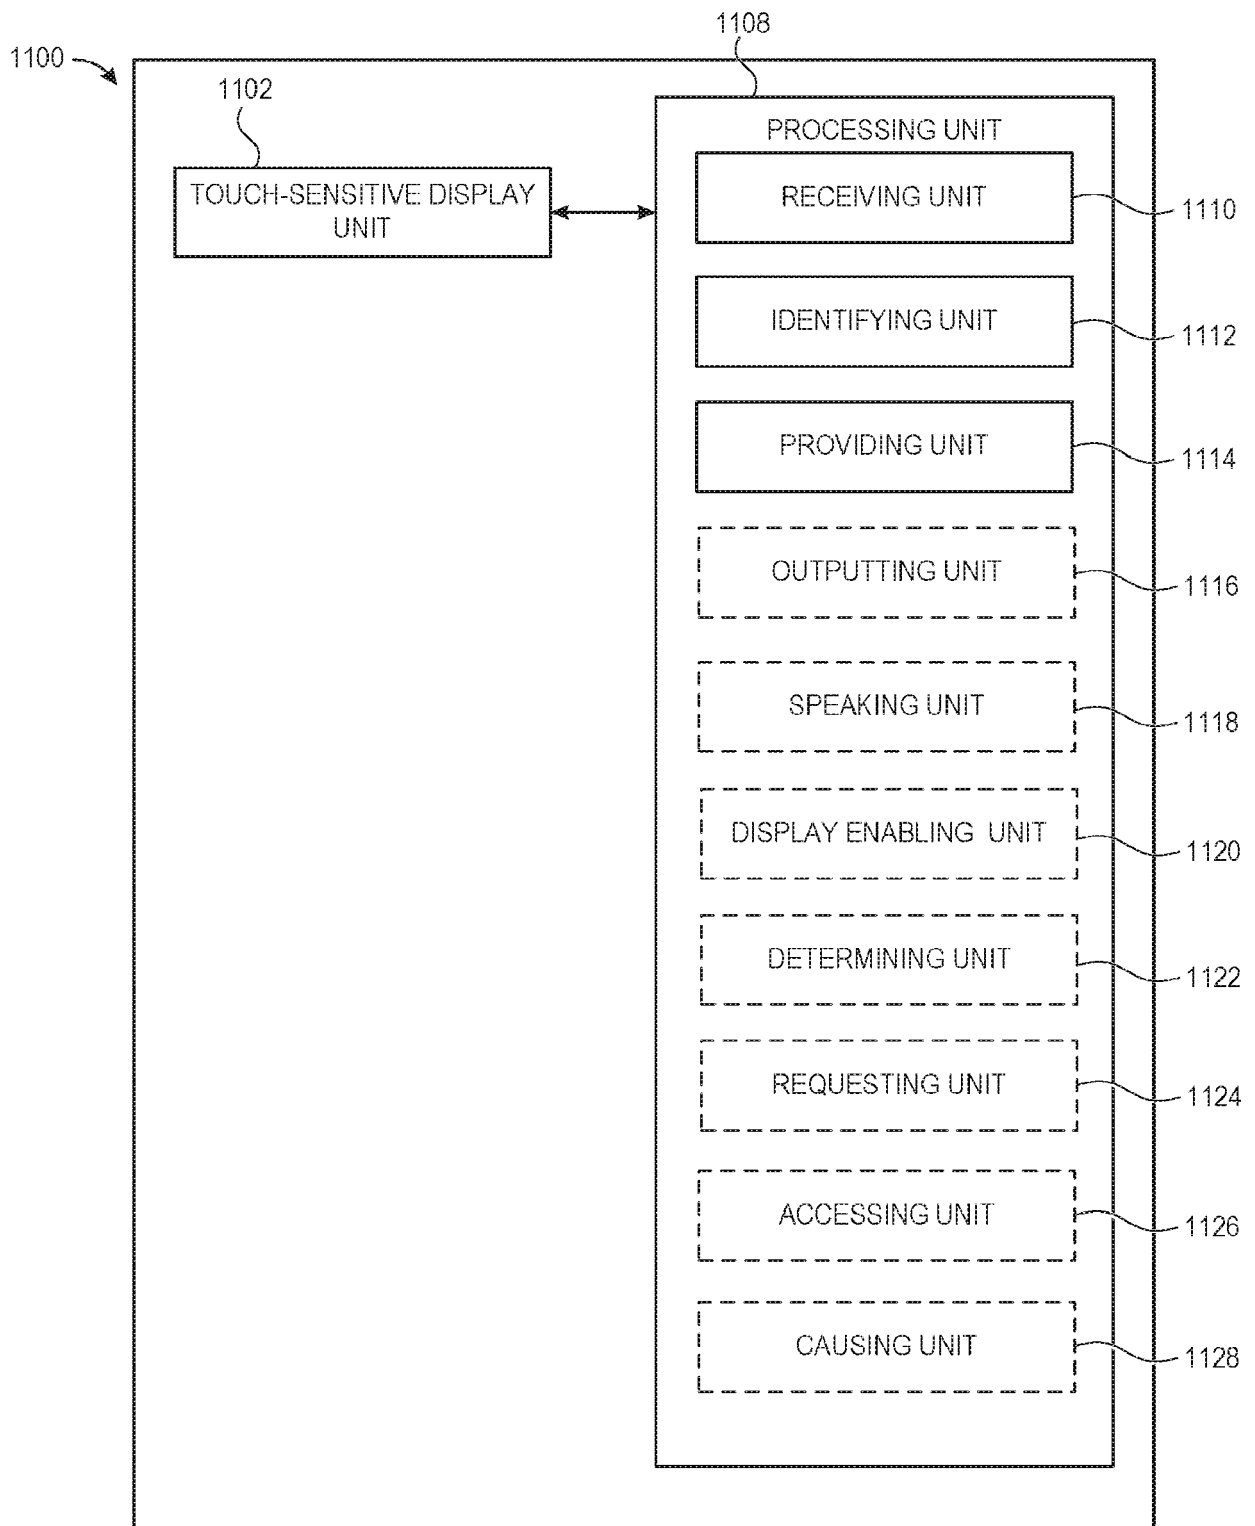 1108
1100
1102
PROCESSING UNIT
TOUCH-SENSITIVE DISPLAY
UNIT
RECEIVING UNIT
1110
IDENTIFYING UNIT
1112
PROVIDING UNIT
1114
OUTPUTTING UNIT
1116
SPEAKING UNIT
1118
DISPLAY ENABLING UNIT
1120
DETERMINING UNIT
1122
REQUESTING UNIT
1124
ACCESSING UNIT
1126
CAUSING UNIT
1128